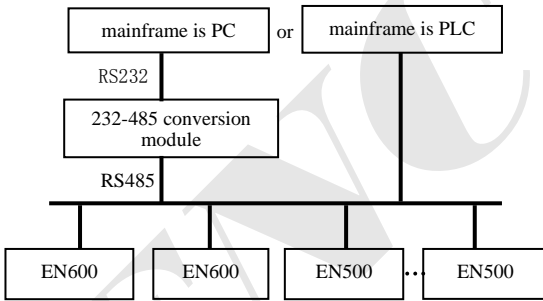 mainframe is PC
or
mainframe is PLC
RS232
232-485 conversion
module
RS485
EN600
EN600
EN500
...
EN500